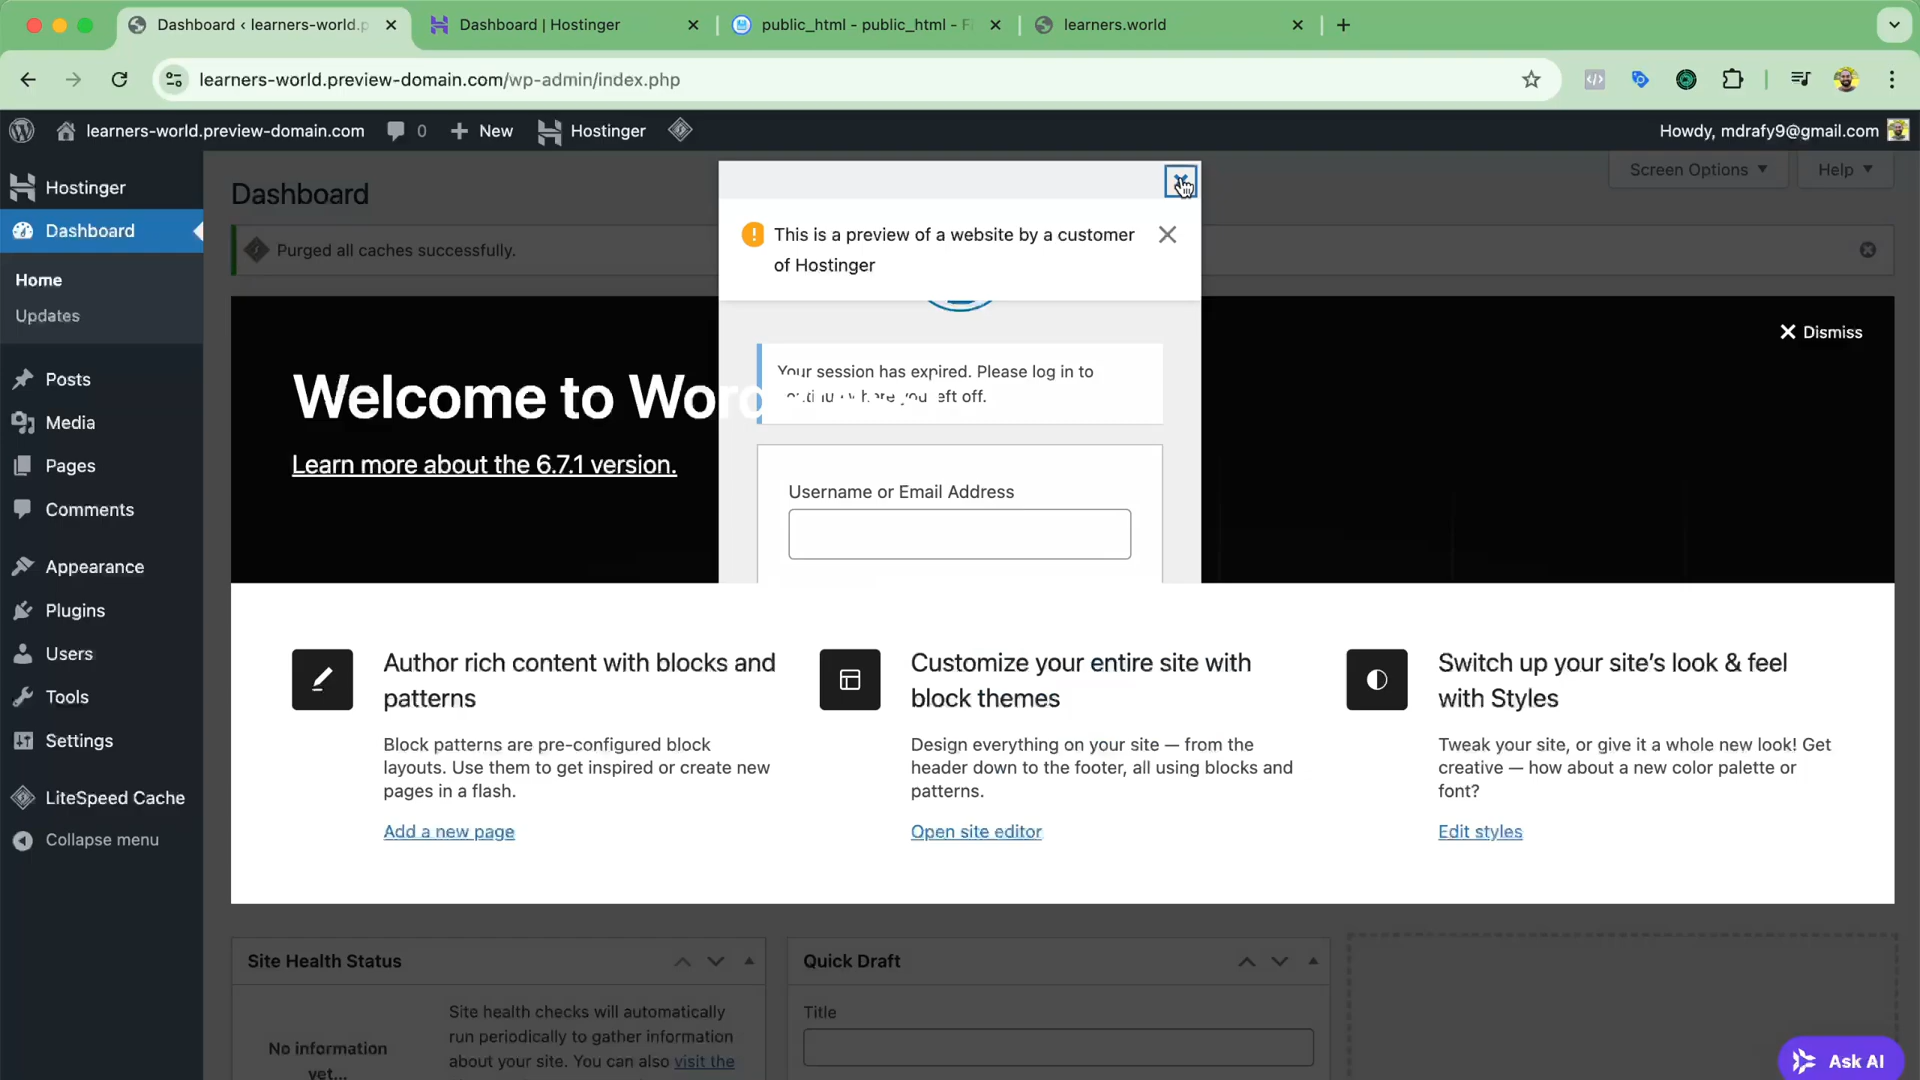 Dashboard ‹ learners-world.p
Dashboard | Hostinger
public_html - public_html - F
learners.world
learners-world.preview-domain.com/wp-admin/index.php
learners-world.preview-domain.com
0
New
Hostinger
Howdy, mdrafy9@gmail.com
Hostinger
Dashboard
Home
Updates
Posts
Media
Pages
Comments
Appearance
Plugins
Users
Tools
Settings
LiteSpeed Cache
Collapse menu
Dashboard
Screen Options
Help
Purged all caches successfully.
This is a preview of a website by a customer
of Hostinger
Dismiss
Welcome to Word
Learn more about the 6.7.1 version.
Your session has expired. Please log in to
here you left off.
Username or Email Address
Author rich content with blocks and
patterns
Block patterns are pre-configured block
layouts. Use them to get inspired or create new
pages in a flash.
Add a new page
Customize your entire site with
block themes
Design everything on your site — from the
header down to the footer, all using blocks and
patterns.
Open site editor
Switch up your site’s look & feel
with Styles
Tweak your site, or give it a whole new look! Get
creative — how about a new color palette or
font?
Edit styles
Site Health Status
No information
yet...
Site health checks will automatically
run periodically to gather information
about your site. You can also visit the
Quick Draft
Title
Ask AI